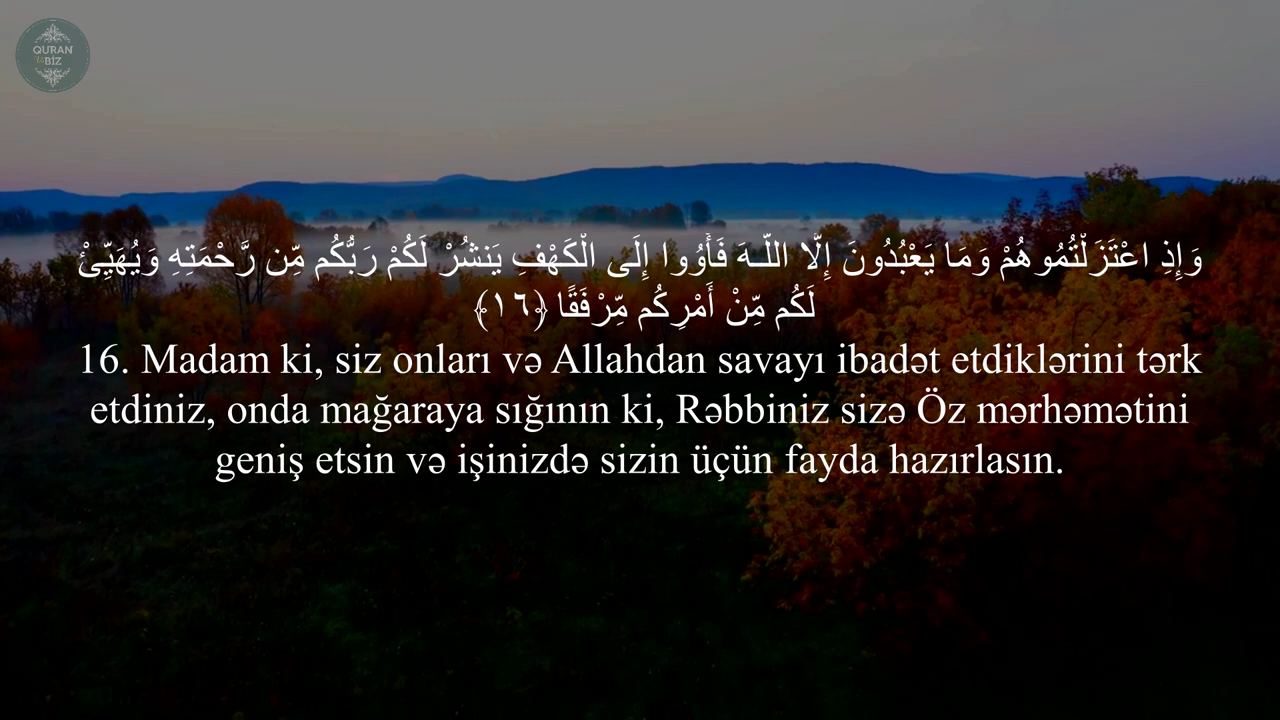 QURAN
Və BİZ
وَإِذِ اعْتَزَلْتُمُوهُمْ وَمَا يَعْبُدُونَ إِلَّا اللَّـهَ فَأْوُوا إِلَى الْكَهْفِ يَنشُرْ لَكُمْ رَبُّكُم مِّن رَّحْمَتِهِ وَيُهَيِّئْ
لَكُم مِّنْ أَمْرِكُم مِّرْفَقًا ﴿١٦﴾
16. Madam ki, siz onları və Allahdan savayı ibadət etdiklərini tərk
etdiniz, onda mağaraya sığının ki, Rəbbiniz sizə Öz mərhəmətini
geniş etsin və işinizdə sizin üçün fayda hazırlasın.